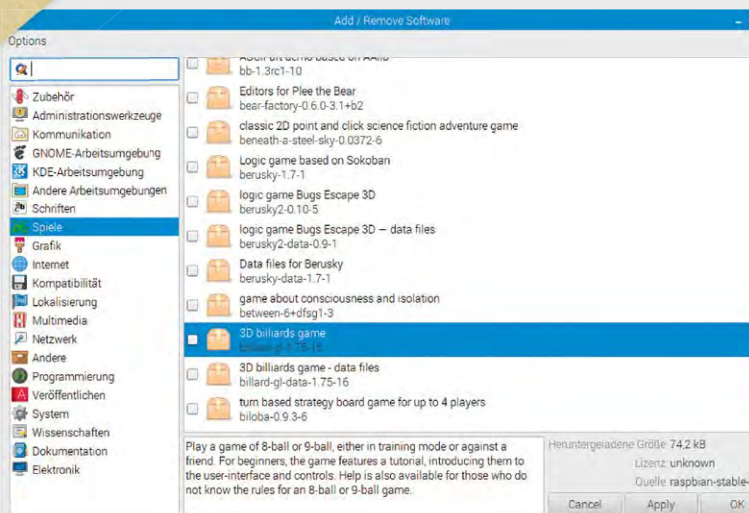 Add / Remove Software
Options
Zubehör
Administrationswerkzeuge
Kommunikation
GNOME-Arbeitsumgebung
KDE-Arbeitsumgebung
Andere Arbeitsumgebungen
Schriften
Spiele
Grafik
Internet
Kompatibilität
Lokalisierung
Multimedia
Netzwerk
Andere
Programmierung
Veröffentlichen
System
Wissenschaften
Dokumentation
Elektronik
bb-1.3rc1-10
Editors for Plee the Bear
bear-factory-0.6.0-3.1+b2
classic 2D point and click science fiction adventure game
beneath-a-steel-sky-0.0372-6
Logic game based on Sokoban
berusky-1.7-1
logic game Bugs Escape 3D
berusky2-0.10-5
logic game Bugs Escape 3D — data files
berusky2-data-0.9-1
Data files for Berusky
berusky-data-1.7-1
game about consciousness and isolation
between-6+dfsg1-3
3D billiards game
3D billiards game - data files
billard-gl-data-1.75-16
turn based strategy board game for up to 4 players
biloba-0.9.3-6
Play a game of 8-ball or 9-ball, either in training mode or against a
friend. For beginners, the game features a tutorial, introducing them to
the user-interface and controls. Help is also available for those who do
not know the rules for an 8-ball or 9-ball game.
Heruntergeladene Größe 74,2 kB
Lizenz unknown
Quelle raspbian-stable-
Cancel
Apply
OK